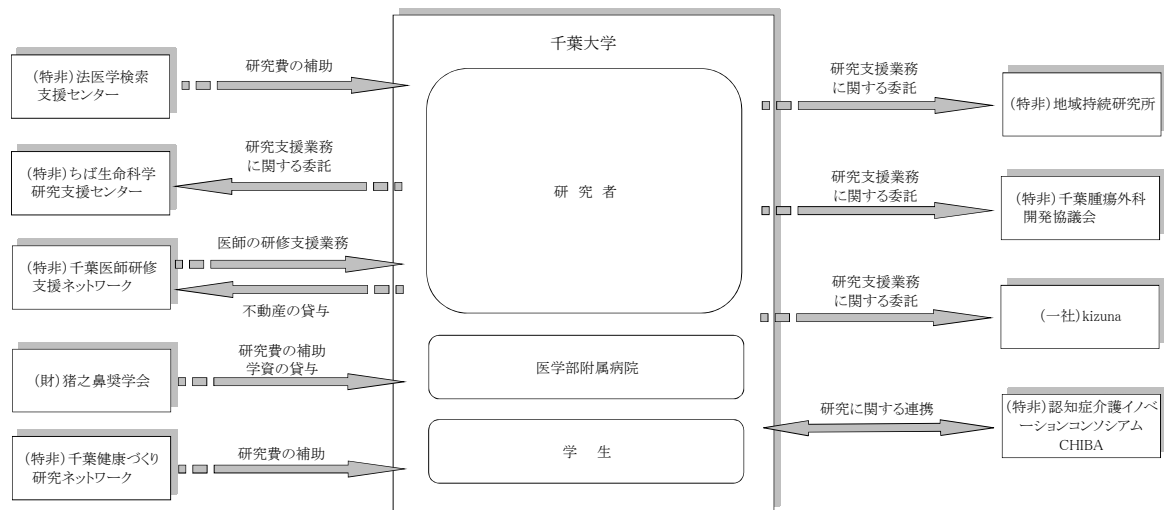 千葉大学
研究者
医学部附属病院
学生
(特非)法医学検索
支援センター
研究費の補助
(特非)ちば生命科学
研究支援センター
研究支援業務
に関する委託
(特非)千葉医師研修
支援ネットワーク
医師の研修支援業務
不動産の貸与
(財)猪之鼻奨学会
研究費の補助
学資の貸与
(特非)千葉健康づくり
研究ネットワーク
研究費の補助
研究支援業務
に関する委託
(特非)地域持続研究所
研究支援業務
に関する委託
(特非)千葉腫瘍外科
開発協議会
研究支援業務
に関する委託
(一社)kizuna
研究に関する連携
(特非)認知症介護イノベ
ーションコンソシアム
CHIBA